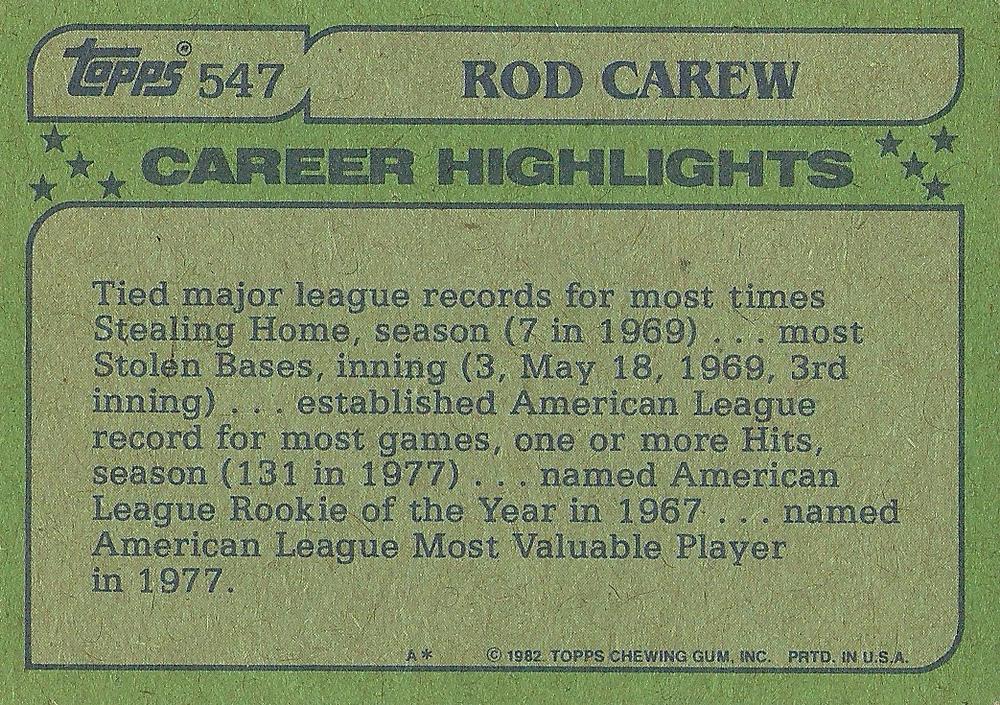 Topps® 547
ROD CAREW
CAREER HIGHLIGHTS
Tied major league records for most times
Stealing Home, season (7 in 1969) . . . most
Stolen Bases, inning (3, May 18, 1969, 3rd
inning) . . . established American League
record for most games, one or more Hits,
season (131 in 1977) . . . named American
League Rookie of the Year in 1967 . . . named
American League Most Valuable Player
in 1977.
A* © 1982 TOPPS CHEWING GUM, INC. PRTD. IN U.S.A.